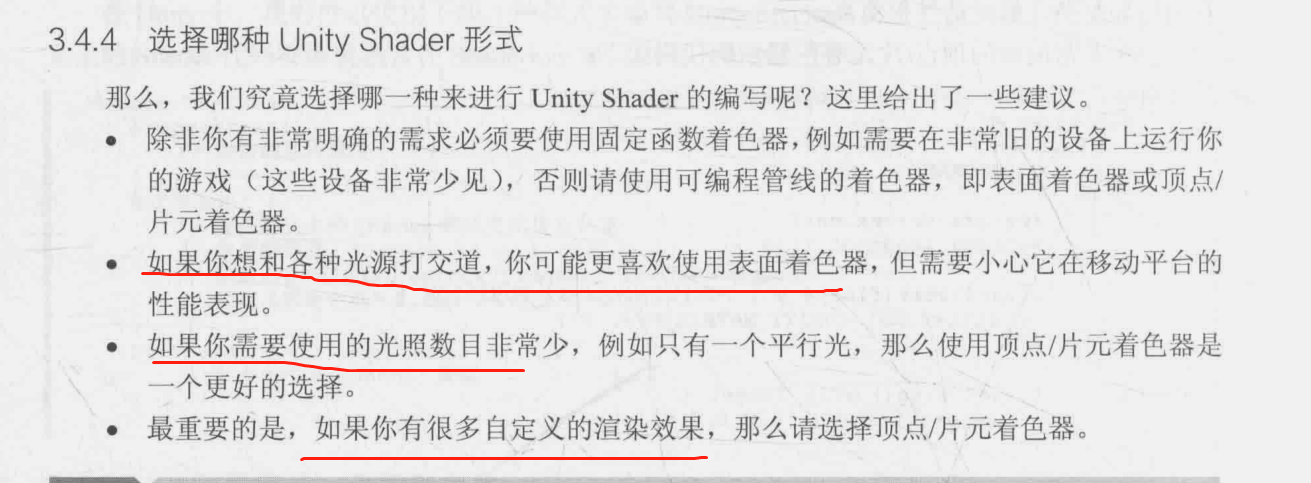 3.4.4 选择哪种 Unity Shader 形式
那么，我们究竟选择哪一种来进行 Unity Shader 的编写呢？这里给出了一些建议。
● 除非你有非常明确的需求必须要使用固定函数着色器，例如需要在非常旧的设备上运行你
的游戏（这些设备非常少见），否则请使用可编程管线的着色器，即表面着色器或顶点/
片元着色器。
● 如果你想和各种光源打交道，你可能更喜欢使用表面着色器，但需要小心它在移动平台的
性能表现。
● 如果你需要使用的光照数目非常少，例如只有一个平行光，那么使用顶点/片元着色器是
一个更好的选择。
● 最重要的是，如果你有很多自定义的渲染效果，那么请选择顶点/片元着色器。